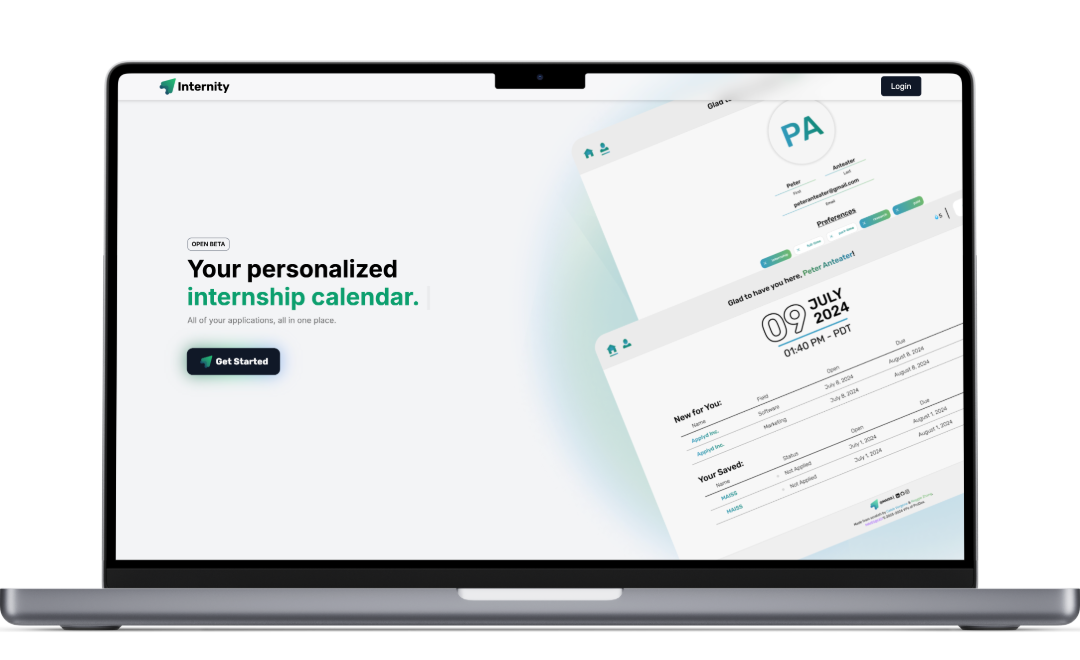 Internity
Login
OPEN BETA
Your personalized
internship calendar.
All of your applications, all in one place.
Get Started
Glad to
PA
Peter
First
Anteater
Last
peteranteater@gmail.com
Email
Preferences
Glad to have you here, Peter Anteater!
09
JULY
2024
01:40 PM - PDT
New for You:
Name Field Open Due
Applyd Inc. Software July 8, 2024 August 8, 2024
Applyd Inc. Marketing July 8, 2024 August 8, 2024
Your Saved:
Name Status Open Due
MAISS Not Applied July 1, 2024 August 1, 2024
MAISS Not Applied July 1, 2024 August 1, 2024